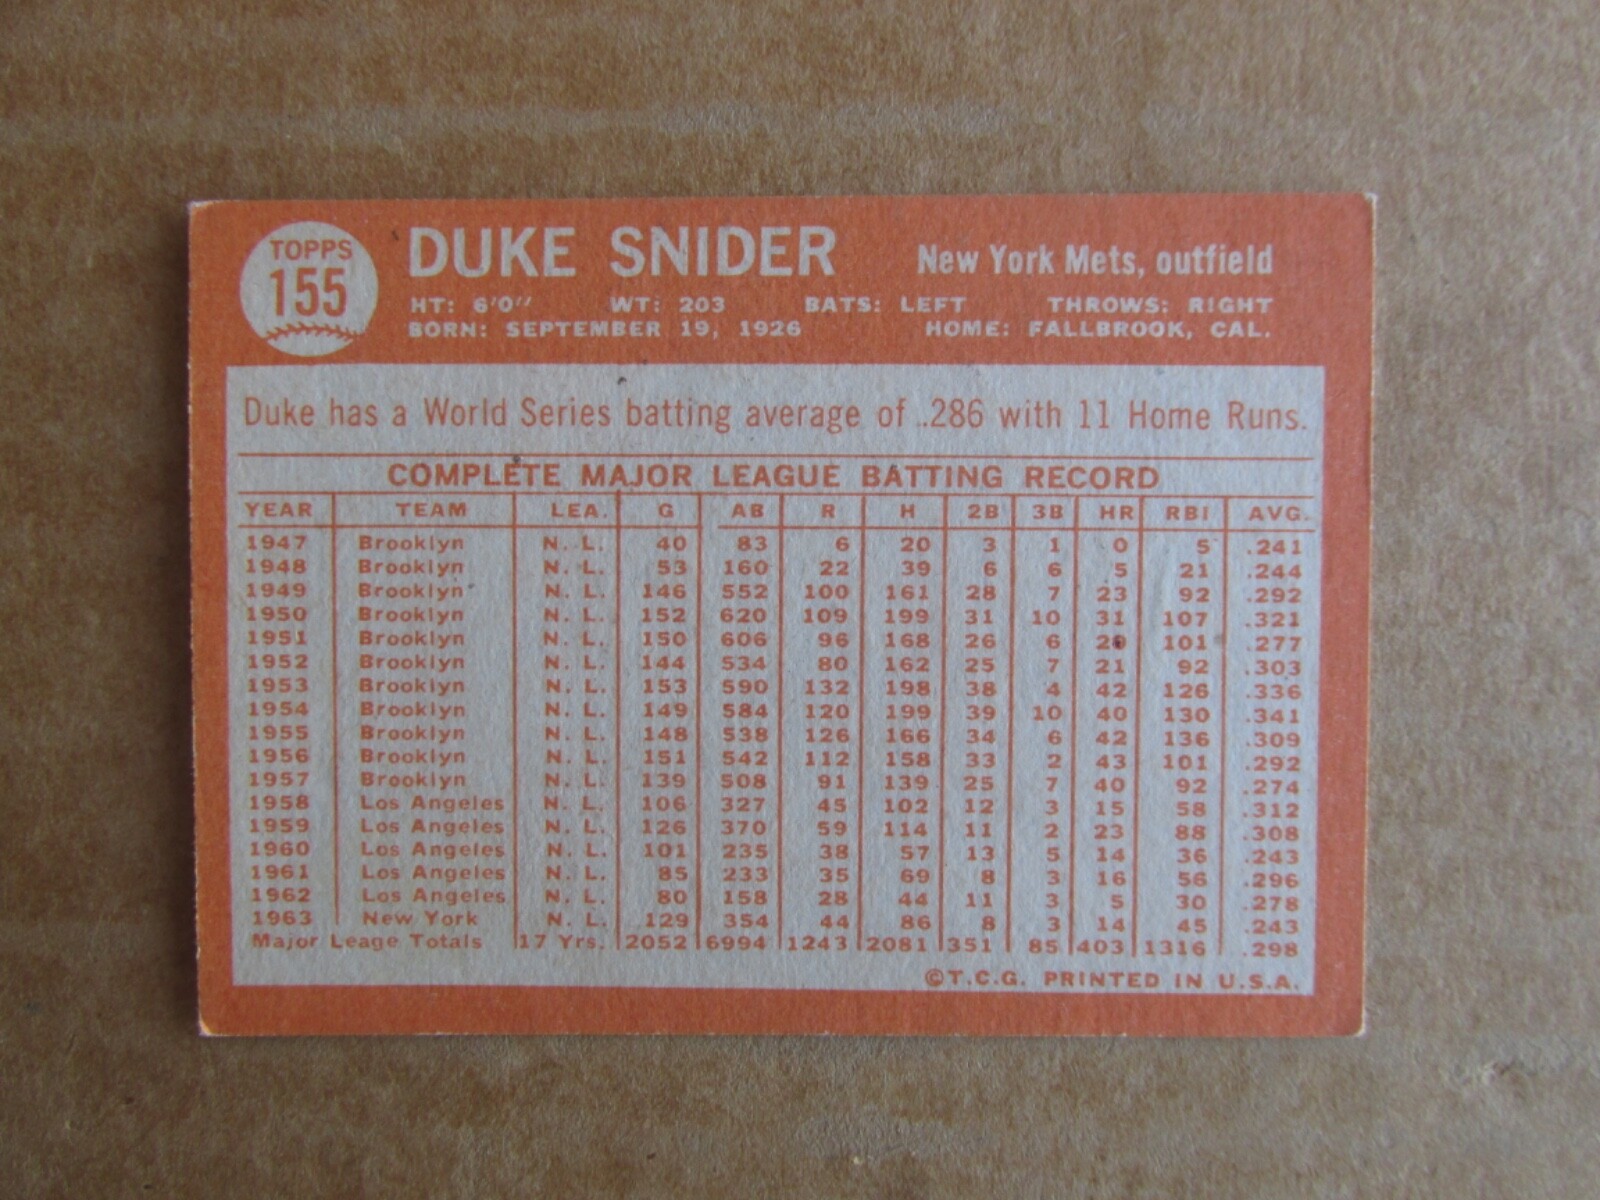 TOPPS
155
DUKE SNIDER New York Mets, outfield
HT: 6'0" WT: 203 BATS: LEFT THROWS: RIGHT
BORN: SEPTEMBER 19, 1926 HOME: FALLBROOK, CAL.
Duke has a World Series batting average of .286 with 11 Home Runs.
COMPLETE MAJOR LEAGUE BATTING RECORD
YEAR TEAM LEA. G AB R H 2B 3B HR RBI AVG.
1947 Brooklyn N. L. 40 83 6 20 3 1 0 5 .241
1948 Brooklyn N. L. 53 160 22 39 6 6 5 21 .244
1949 Brooklyn N. L. 146 552 100 161 28 7 23 92 .292
1950 Brooklyn N. L. 152 620 109 199 31 10 31 107 .321
1951 Brooklyn N. L. 150 606 96 168 26 6 29 101 .277
1952 Brooklyn N. L. 144 534 80 162 25 7 21 92 .303
1953 Brooklyn N. L. 153 590 132 198 38 4 42 126 .336
1954 Brooklyn N. L. 149 584 120 199 39 10 40 130 .341
1955 Brooklyn N. L. 148 538 126 166 34 6 42 136 .309
1956 Brooklyn N. L. 151 542 112 158 33 2 43 101 .292
1957 Brooklyn N. L. 139 508 91 139 25 7 40 92 .274
1958 Los Angeles N. L. 106 327 45 102 12 3 15 58 .312
1959 Los Angeles N. L. 126 370 59 114 11 2 23 88 .308
1960 Los Angeles N. L. 101 235 38 57 13 5 14 36 .243
1961 Los Angeles N. L. 85 233 35 69 8 3 16 56 .296
1962 Los Angeles N. L. 80 158 28 44 11 3 5 30 .278
1963 New York N. L. 129 354 44 86 8 3 14 45 .243
Major Leage Totals 17 Yrs. 2052 6994 1243 2081 351 85 403 1316 .298
©T.C.G. PRINTED IN U.S.A.